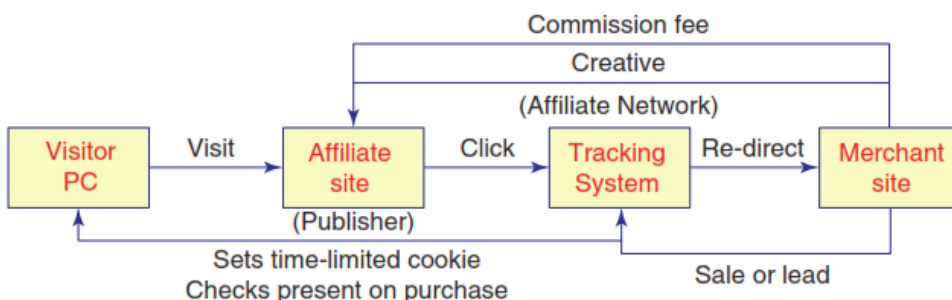 Commission fee
Creative
(Affiliate Network)
Visitor
PC
Visit
Affiliate
site
Click
Tracking
System
Re-direct
Merchant
site
(Publisher)
Sets time-limited cookie
Checks present on purchase
Sale or lead